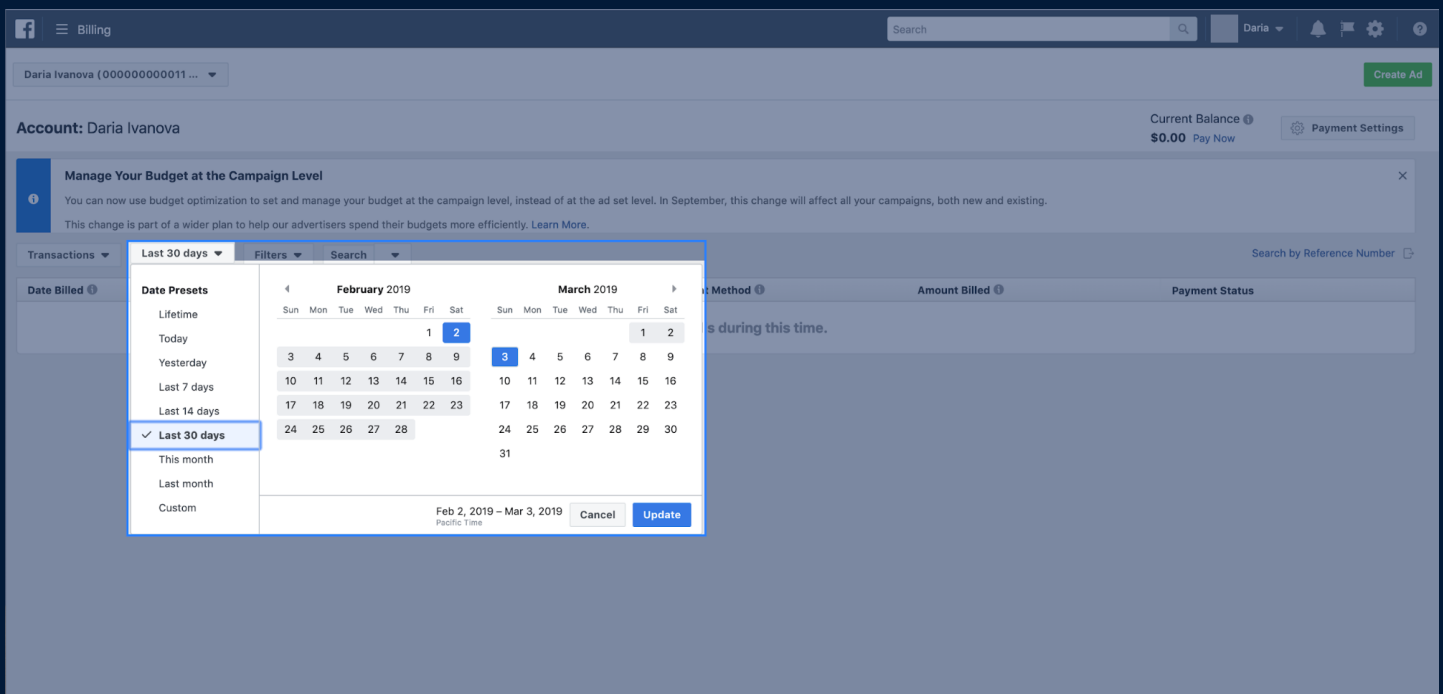 Billing
Search
Daria
Daria Ivanova (000000000011 ...
Create Ad
Account: Daria Ivanova
Current Balance
$0.00 Pay Now
Payment Settings
Manage Your Budget at the Campaign Level
You can now use budget optimization to set and manage your budget at the campaign level, instead of at the ad set level. In September, this change will affect all your campaigns, both new and existing.
This change is part of a wider plan to help our advertisers spend their budgets more efficiently. Learn More.
Transactions
Last 30 days
Filters
Search
Search by Reference Number
Date Billed
t Method
Amount Billed
Payment Status
s during this time.
Date Presets
Lifetime
Today
Yesterday
Last 7 days
Last 14 days
Last 30 days
This month
Last month
Custom
February 2019
Sun Mon Tue Wed Thu Fri Sat
1 2
3 4 5 6 7 8 9
10 11 12 13 14 15 16
17 18 19 20 21 22 23
24 25 26 27 28
March 2019
Sun Mon Tue Wed Thu Fri Sat
1 2
3 4 5 6 7 8 9
10 11 12 13 14 15 16
17 18 19 20 21 22 23
24 25 26 27 28 29 30
31
Feb 2, 2019 – Mar 3, 2019
Pacific Time
Cancel
Update